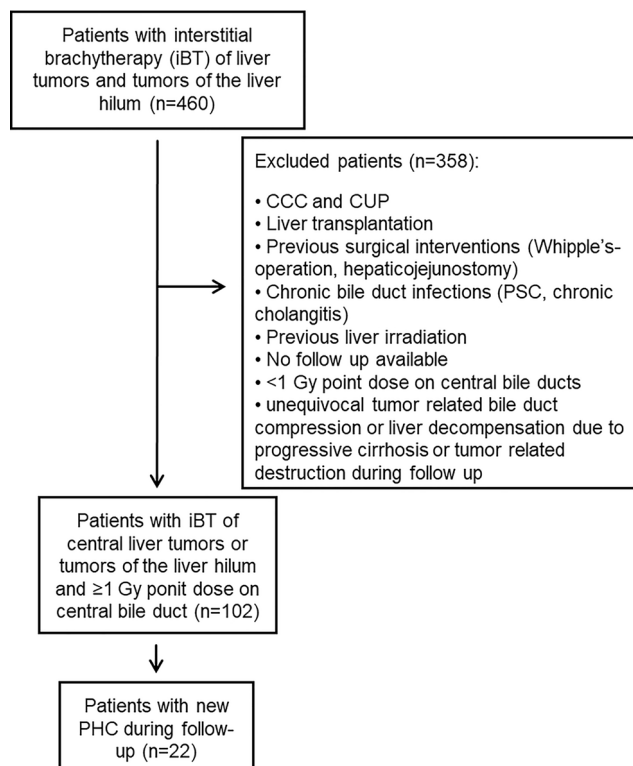 Patients with interstitial
brachytherapy (iBT) of liver
tumors and tumors of the liver
hilum (n=460)
Excluded patients (n=358):
• CCC and CUP
• Liver transplantation
• Previous surgical interventions (Whipple's-
operation, hepaticojejunostomy)
• Chronic bile duct infections (PSC, chronic
cholangitis)
• Previous liver irradiation
• No follow up available
• <1 Gy point dose on central bile ducts
• unequivocal tumor related bile duct
compression or liver decompensation due to
progressive cirrhosis or tumor related
destruction during follow up
Patients with iBT of
central liver tumors or
tumors of the liver hilum
and ≥1 Gy ponit dose on
central bile duct (n=102)
Patients with new
PHC during follow-
up (n=22)